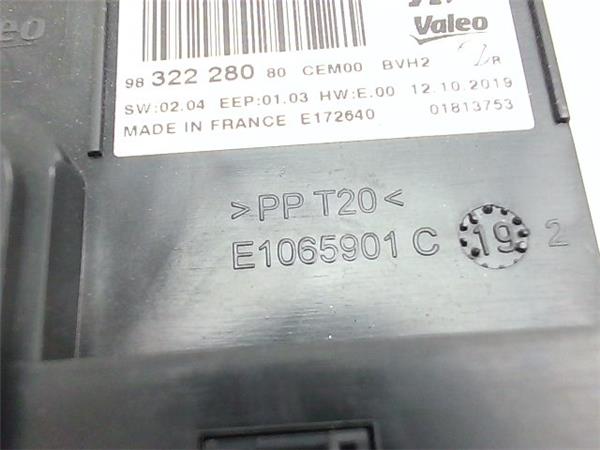 Valeo
98 322 280 80 CEM00 BVH2 R
SW:02.04 EEP:01.03 HW:E.00 12.10.2019
MADE IN FRANCE E172640 01813753
>PP T20<
E1065901 C 19 2